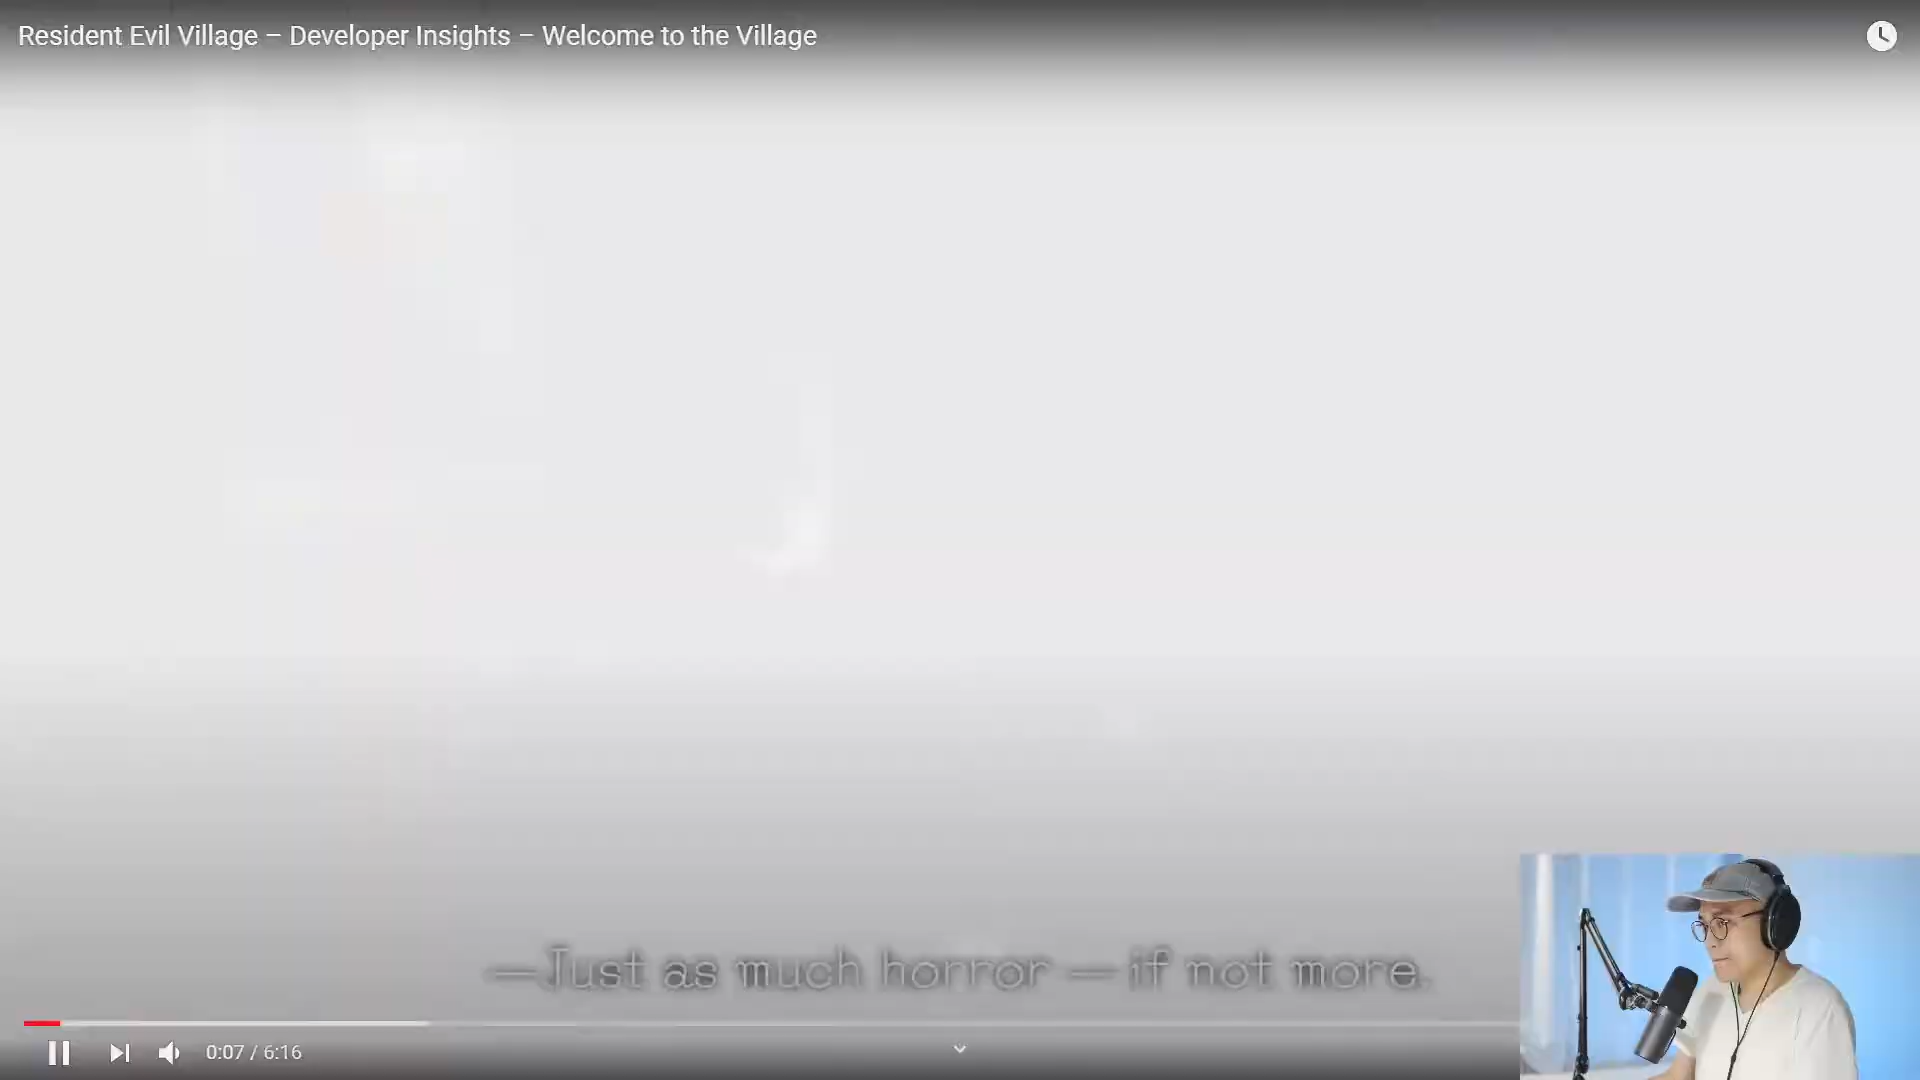 Resident Evil Village – Developer Insights – Welcome to the Village
—Just as much horror — if not more.
0:07 / 6:16